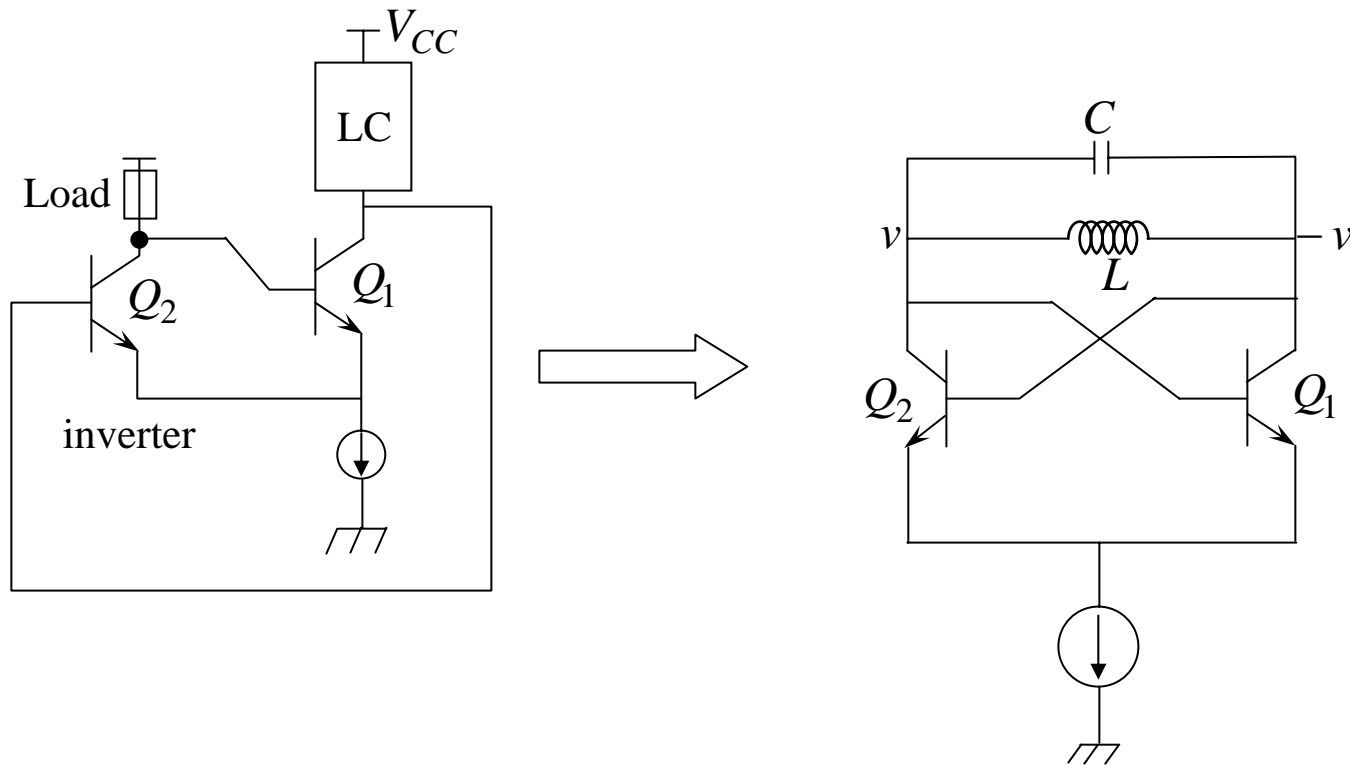 V_CC
LC
Load
Q_2
Q_1
inverter
C
v
– v
L
Q_2
Q_1